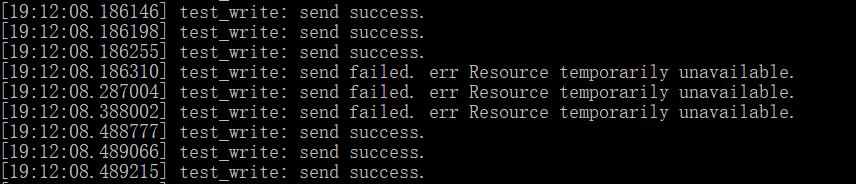 [19:12:08.186146] test_write: send success.
[19:12:08.186198] test_write: send success.
[19:12:08.186255] test_write: send success.
[19:12:08.186310] test_write: send failed. err Resource temporarily unavailable.
[19:12:08.287004] test_write: send failed. err Resource temporarily unavailable.
[19:12:08.388002] test_write: send failed. err Resource temporarily unavailable.
[19:12:08.488777] test_write: send success.
[19:12:08.489066] test_write: send success.
[19:12:08.489215] test_write: send success.